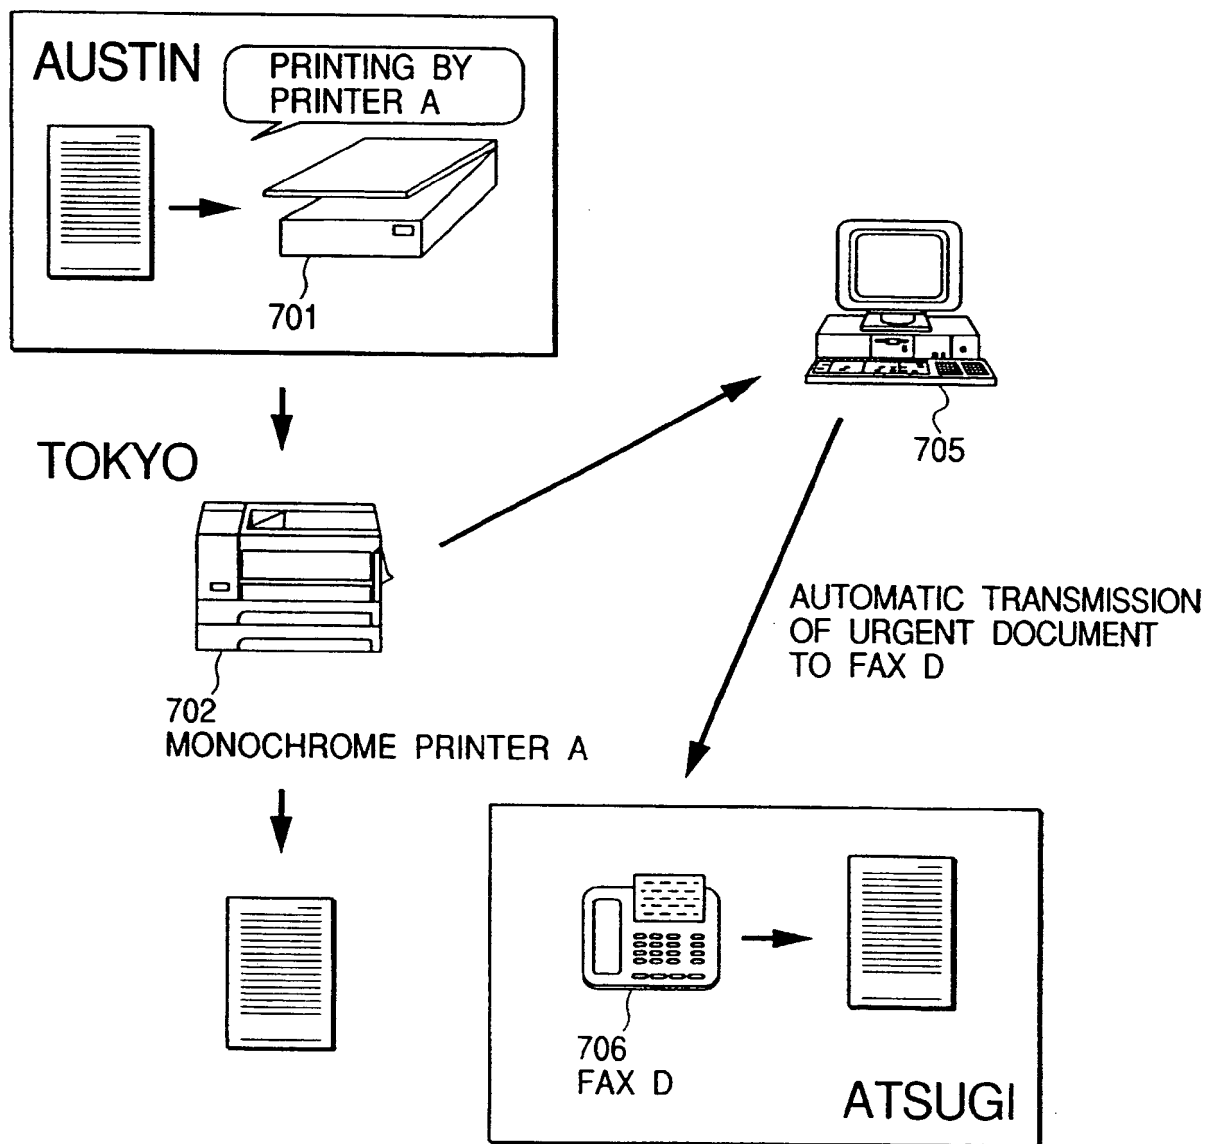 AUSTIN
PRINTING BY
PRINTER A
701
705
TOKYO
AUTOMATIC TRANSMISSION
OF URGENT DOCUMENT
TO FAX D
702
MONOCHROME PRINTER A
706
FAX D
ATSUGI